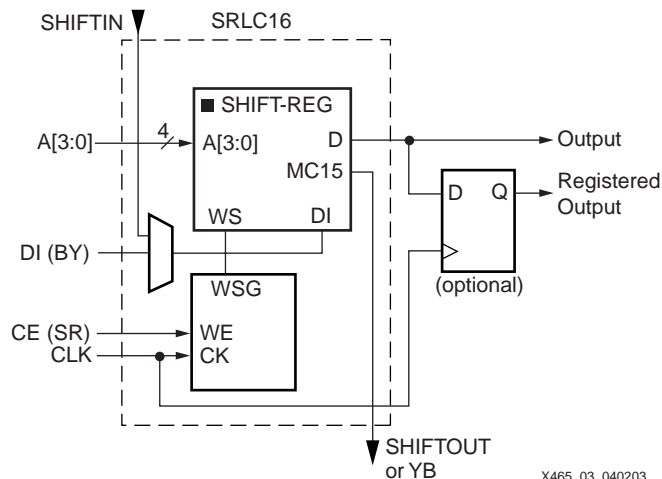 SHIFTIN
SRLC16
SHIFT-REG
A[3:0]
4
A[3:0]
D
Output
MC15
D
Q
Registered
Output
WS
DI
DI (BY)
WSG
(optional)
CE (SR)
WE
CLK
CK
SHIFTOUT
or YB
X465_03_040203